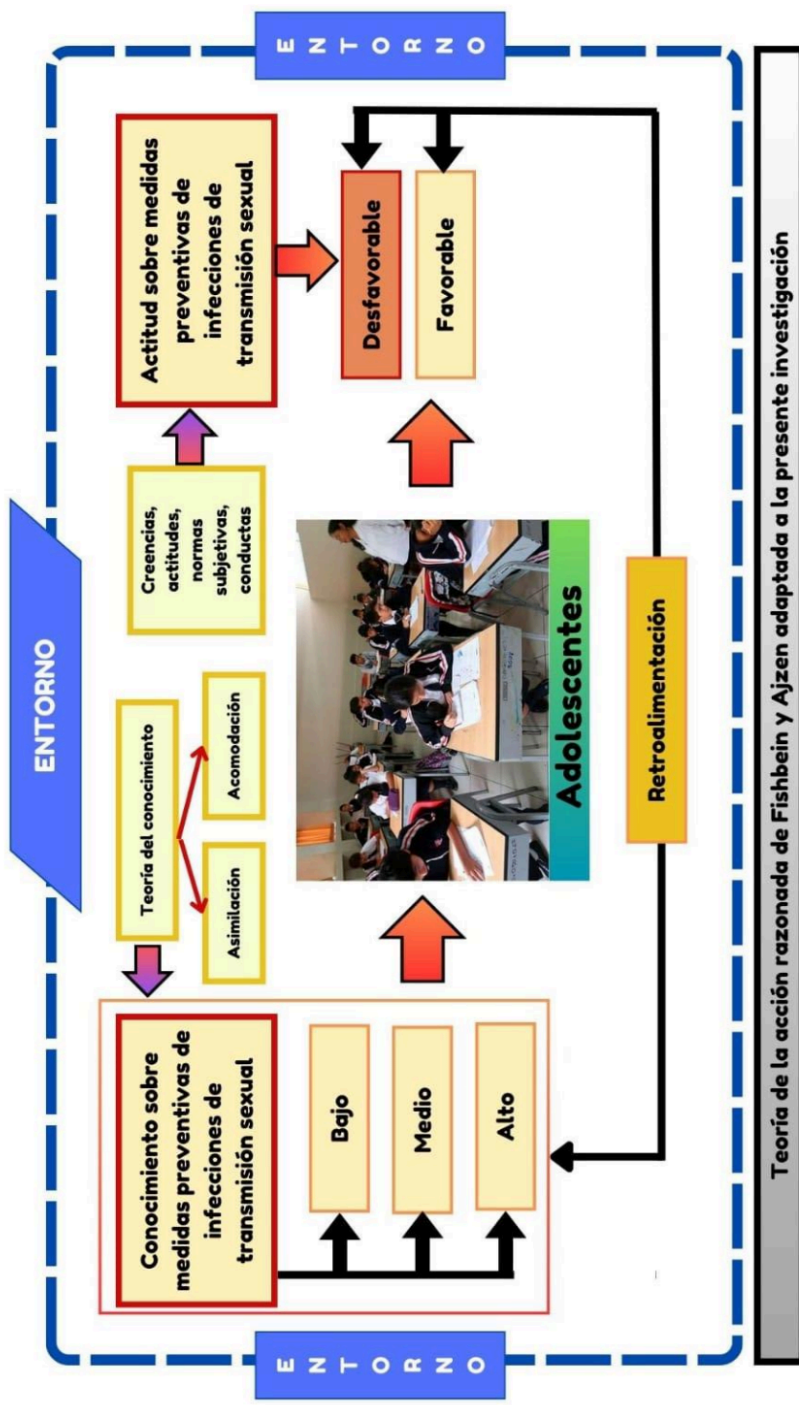 ENTORNO
ENTORNO
ENTORNO
Conocimiento sobre
medidas preventivas de
infecciones de
transmisión sexual
Bajo
Medio
Alto
Teoría del conocimiento
Asimilación
Acomodación
Creencias,
actitudes,
normas
subjetivas,
conductas
Actitud sobre medidas
preventivas de
infecciones de
transmisión sexual
Desfavorable
Favorable
Adolescentes
Retroalimentación
Teoría de la acción razonada de Fishbein y Ajzen adaptada a la presente investigación